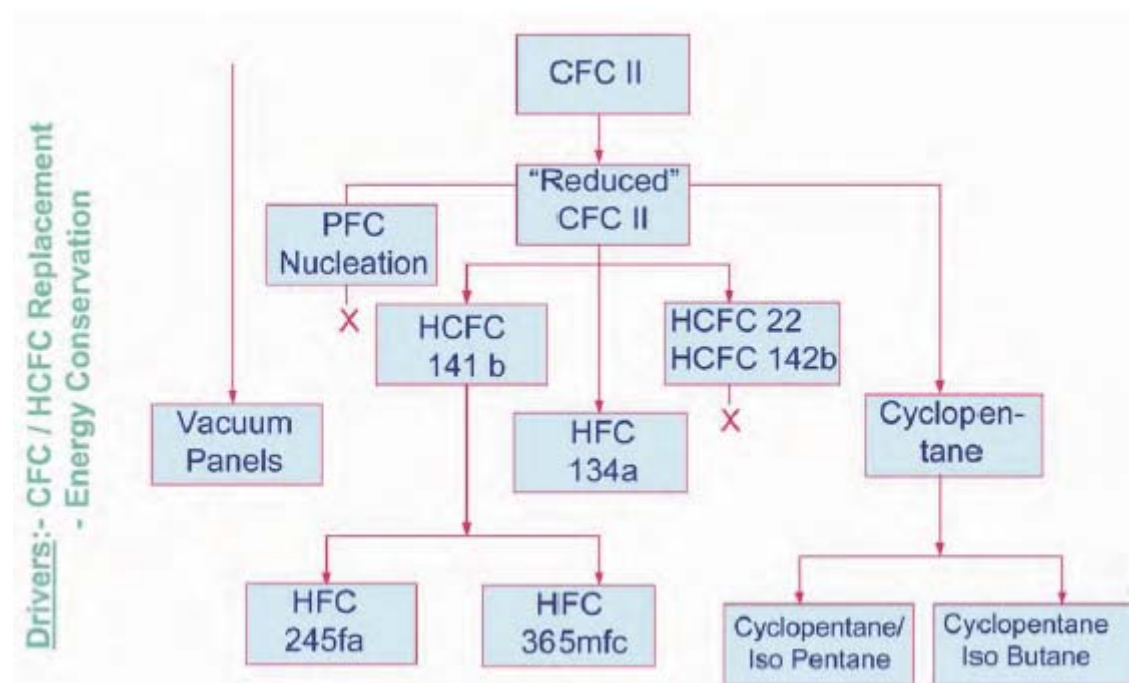 Drivers:- CFC / HCFC Replacement
- Energy Conservation
CFC II
“Reduced”
CFC II
PFC
Nucleation
X
HCFC
141 b
HCFC 22
HCFC 142b
X
Vacuum
Panels
HFC
134a
Cyclopen-
tane
HFC
245fa
HFC
365mfc
Cyclopentane/
Iso Pentane
Cyclopentane
Iso Butane